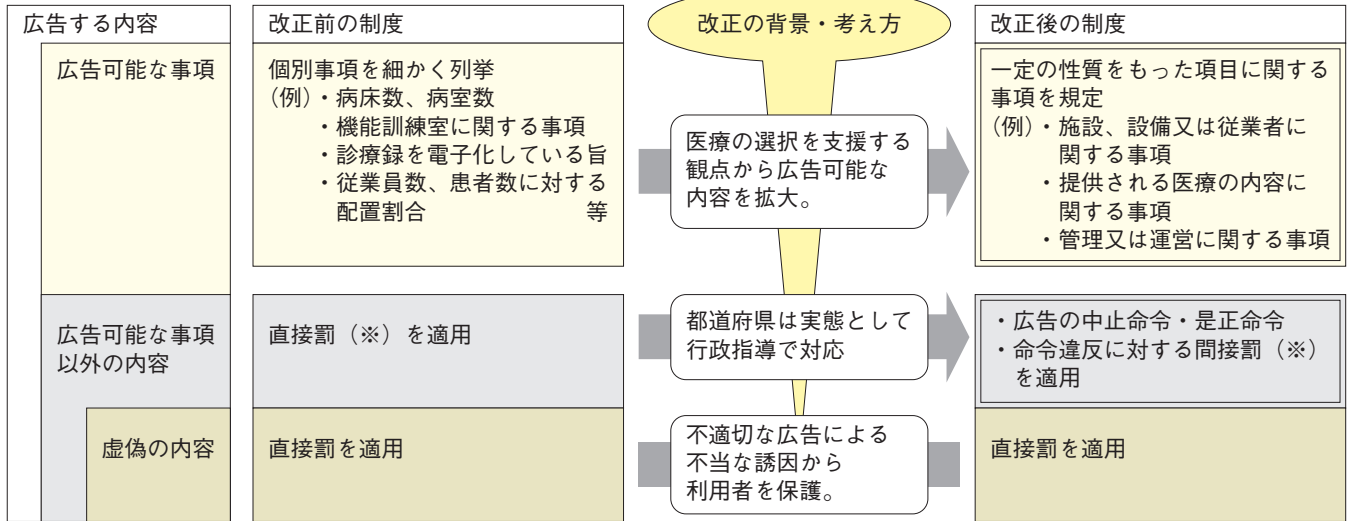 広告する内容
改正前の制度
改正の背景・考え方
改正後の制度
広告可能な事項
個別事項を細かく列挙
(例)・病床数、病室数
・機能訓練室に関する事項
・診療録を電子化している旨
・従業員数、患者数に対する
配置割合 等
医療の選択を支援する
観点から広告可能な
内容を拡大。
一定の性質をもった項目に関する
事項を規定
(例)・施設、設備又は従業者に
関する事項
・提供される医療の内容に
関する事項
・管理又は運営に関する事項
広告可能な事項
以外の内容
直接罰(※)を適用
都道府県は実態として
行政指導で対応
・広告の中止命令・是正命令
・命令違反に対する間接罰(※)
を適用
虚偽の内容
直接罰を適用
不適切な広告による
不当な誘因から
利用者を保護。
直接罰を適用